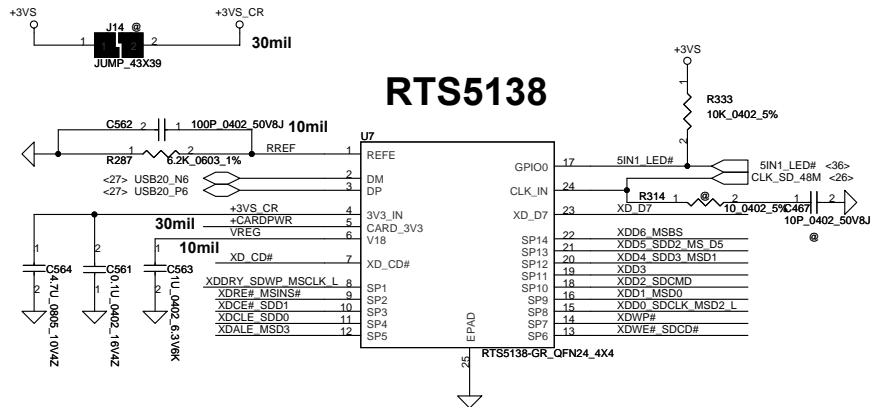 +3VS
+3VS_CR
J14 @
1 1 2 2
30mil
JUMP_43X39
RTS5138
+3VS
1
R333
10K_0402_5%
2
C562 2 1 100P_0402_50V8J 10mil
R287 1 2 6.2K_0603_1% RREF
U7
1 REFE
<27> USB20_N6 2 DM
<27> USB20_P6 3 DP
GPIO0 17 5IN1_LED# 5IN1_LED# <36>
CLK_IN 24 CLK_SD_48M <26>
R314 1 @ 2 10_0402_5% C467 1 2
10P_0402_50V8J
@
XD_D7 23 XD_D7
+3VS_CR 4 3V3_IN
30mil +CARDPWR 5 CARD_3V3
VREG 6 V18
10mil
XD_CD# 7 XD_CD#
XDDRY_SDWP_MSCLK_L 8 SP1
XDRE#_MSINS# 9 SP2
XDCE#_SDD1 10 SP3
XDCLE_SDD0 11 SP4
XDALE_MSD3 12 SP5
SP14 22 XDD6_MSBS
SP13 21 XDD5_SDD2_MS_D5
SP12 20 XDD4_SDD3_MSD1
SP11 19 XDD3
SP10 18 XDD2_SDCMD
SP9 16 XDD1_MSD0
SP8 15 XDD0_SDCLK_MSD2_L
SP7 14 XDWP#
SP6 13 XDWE#_SDCD#
EPAD
25
RTS5138-GR_QFN24_4X4
1 C564 2
4.7U_0805_10V4Z
2 C561 1
0.1U_0402_16V4Z
1 C563 2
1U_0402_6.3V6K